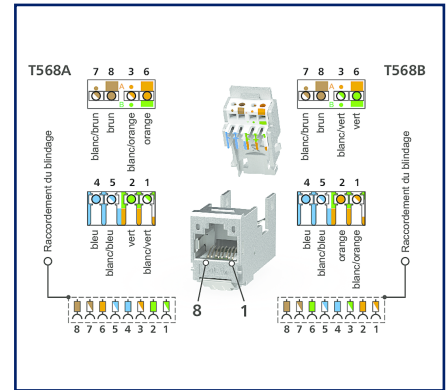 T568A
7 8 3 6
A
blanc/brun
brun
blanc/orange
orange
4 5 2 1
bleu
blanc/bleu
vert
blanc/vert
Raccordement du blindage
8 7 6 5 4 3 2 1
8 1
T568B
7 8 3 6
A
blanc/brun
brun
blanc/vert
vert
4 5 2 1
bleu
blanc/bleu
orange
blanc/orange
Raccordement du blindage
8 7 6 5 4 3 2 1